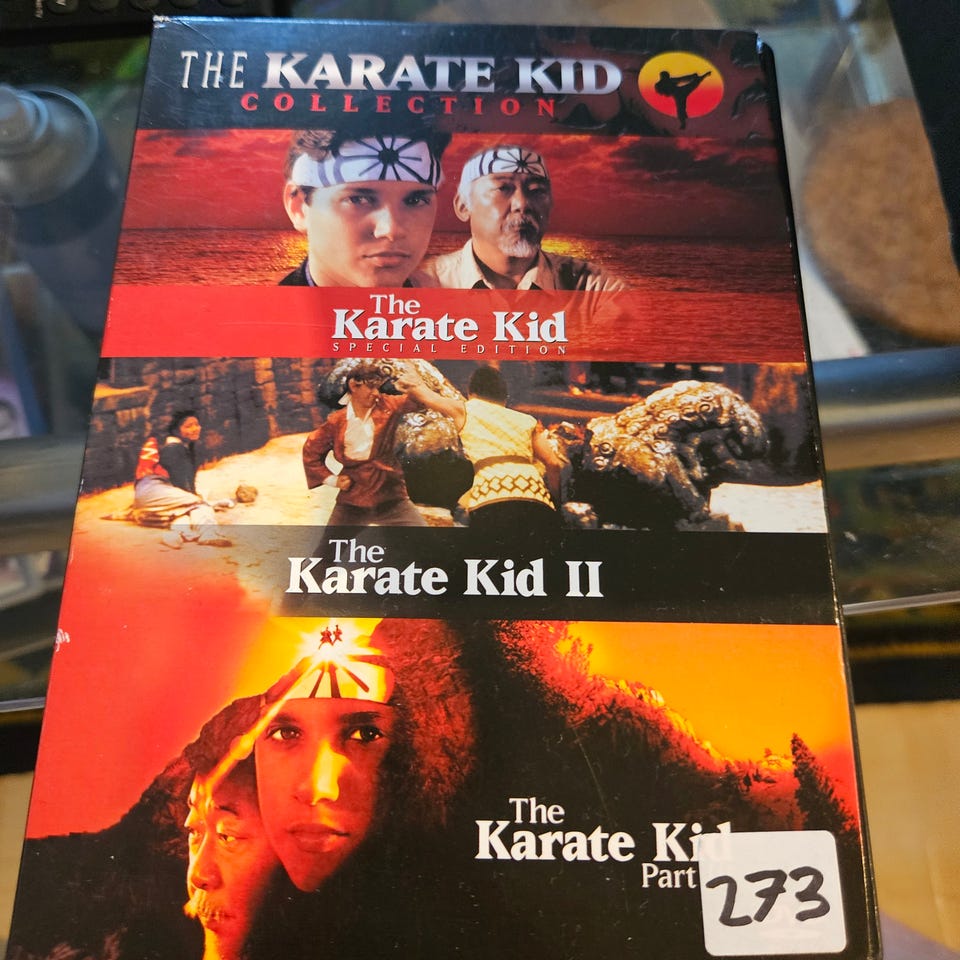 THE KARATE KID
COLLECTION
The
Karate Kid
SPECIAL EDITION
The
Karate Kid II
The
Karate Kid
Part
273